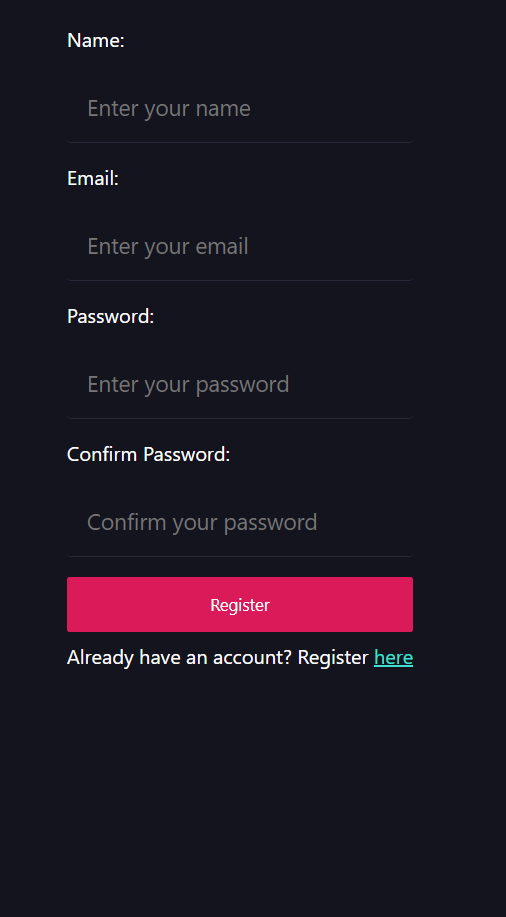 Name:
Enter your name
Email:
Enter your email
Password:
Enter your password
Confirm Password:
Confirm your password
Register
Already have an account? Register here